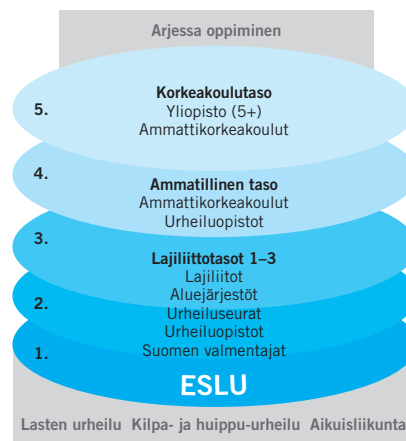 Arjessa oppiminen
Korkeakoulutaso
5. Yliopisto (5+)
Ammattikorkeakoulut
4.
Ammatillinen taso
Ammattikorkeakoulut
Urheiluopistot
3.
Lajiliittotasot 1–3
Lajiliitot
Aluejärjestöt
2. Urheiluseurat
Urheiluopistot
1. Suomen valmentajat
ESLU
Lasten urheilu Kilpa- ja huippu-urheilu Aikuisliikunta